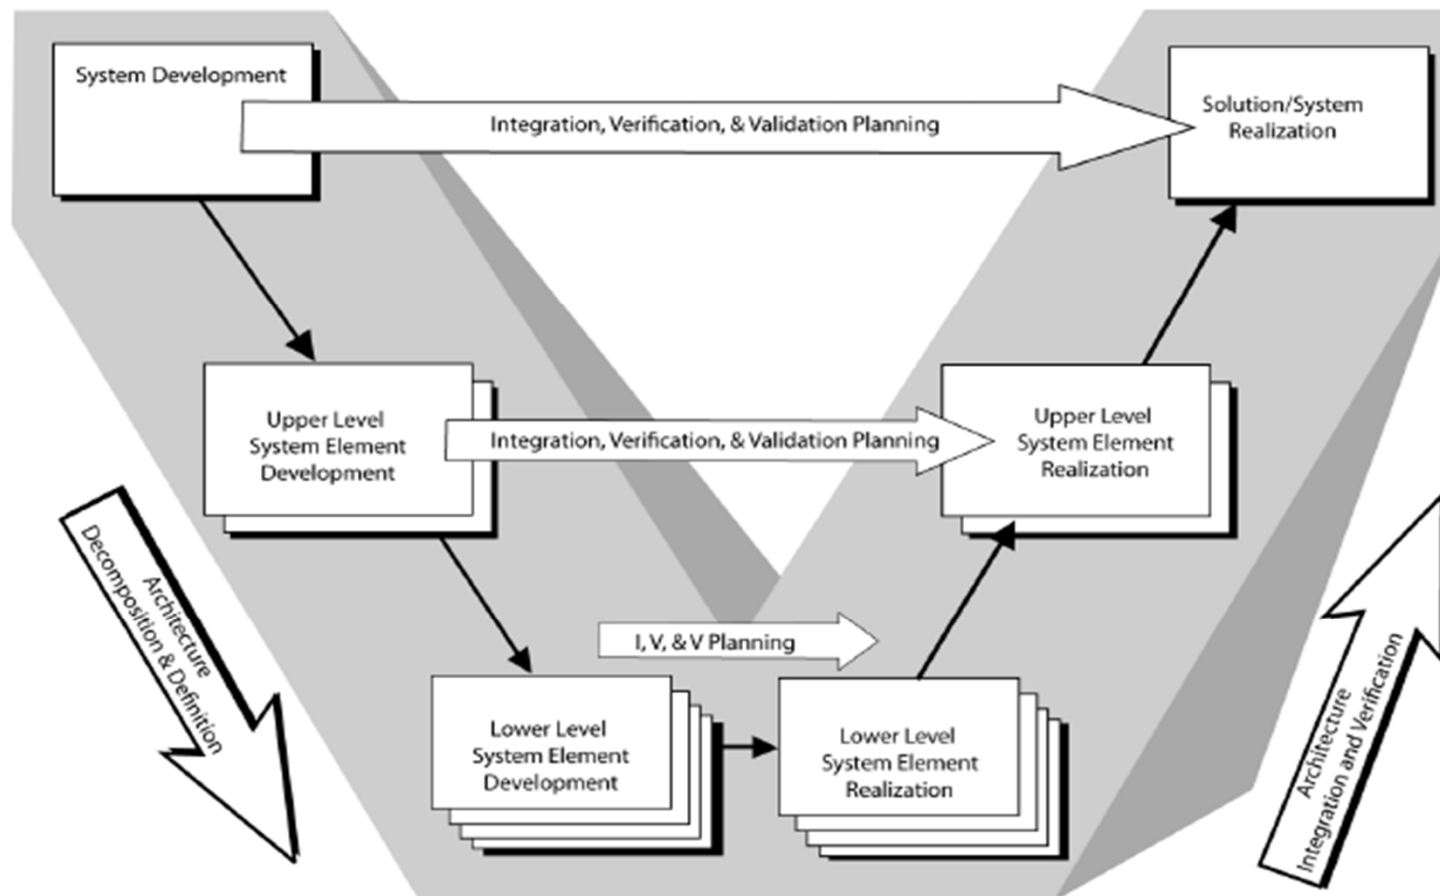 System Development
Integration, Verification, & Validation Planning
Solution/System
Realization
Upper Level
System Element
Development
Integration, Verification, & Validation Planning
Upper Level
System Element
Realization
Architecture
Decomposition & Definition
I, V, & V Planning
Lower Level
System Element
Development
Lower Level
System Element
Realization
Architecture
Integration and Verification